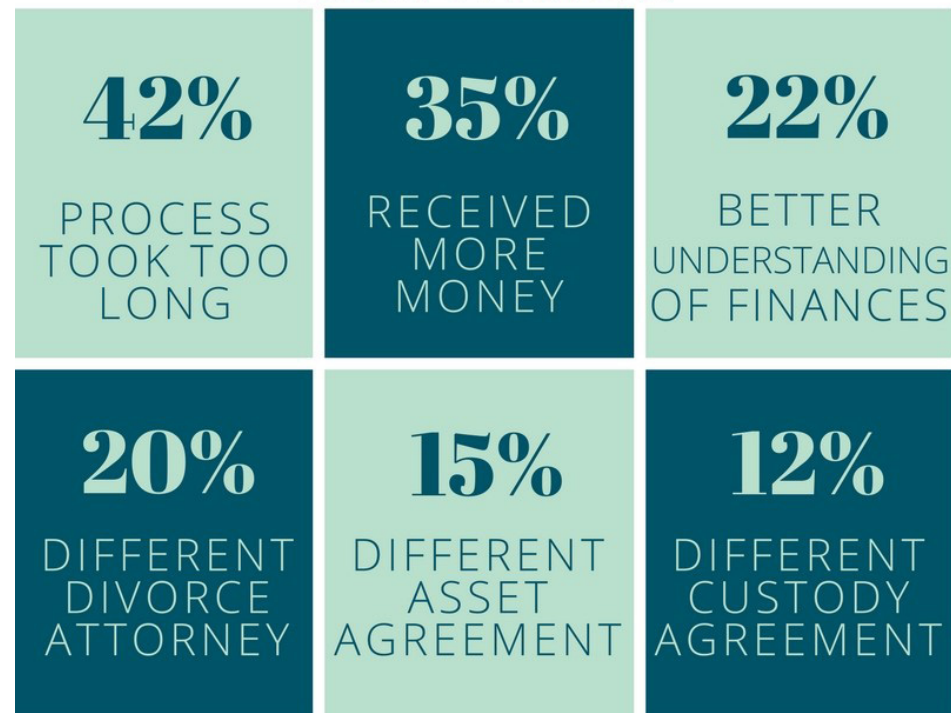 42%
PROCESS
TOOK TOO
LONG
35%
RECEIVED
MORE
MONEY
22%
BETTER
UNDERSTANDING
OF FINANCES
20%
DIFFERENT
DIVORCE
ATTORNEY
15%
DIFFERENT
ASSET
AGREEMENT
12%
DIFFERENT
CUSTODY
AGREEMENT